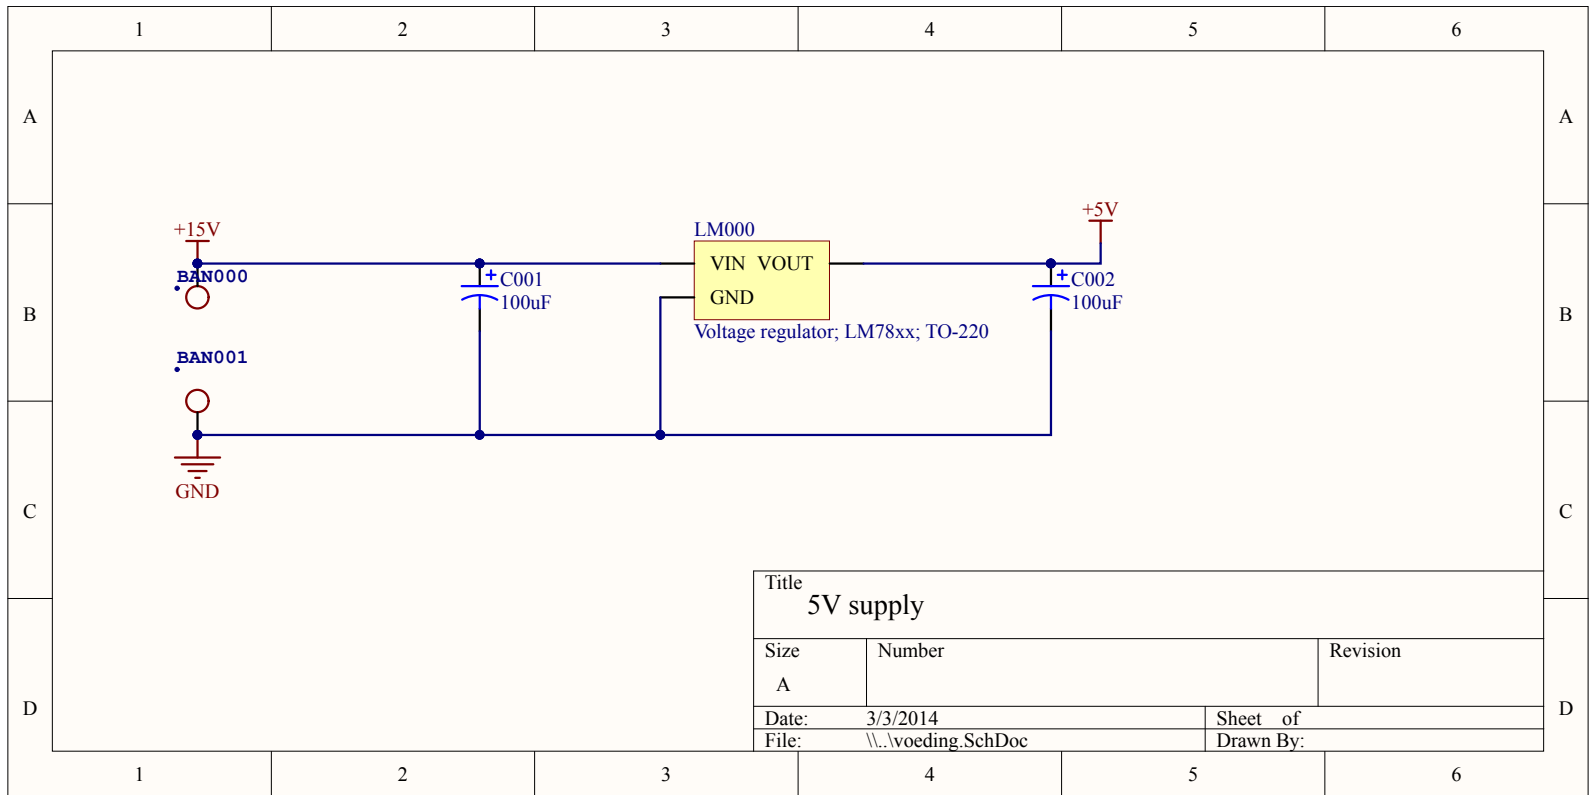 1 2 3 4 5 6
A A
+15V
BAN000
+ C001
100uF
LM000
VIN VOUT
GND
Voltage regulator; LM78xx; TO-220
+5V
+ C002
100uF
B B
BAN001
GND
C C
Title
5V supply
Size Number Revision
A
D D
Date: 3/3/2014 Sheet of
File: \\..\voeding.SchDoc Drawn By:
1 2 3 4 5 6